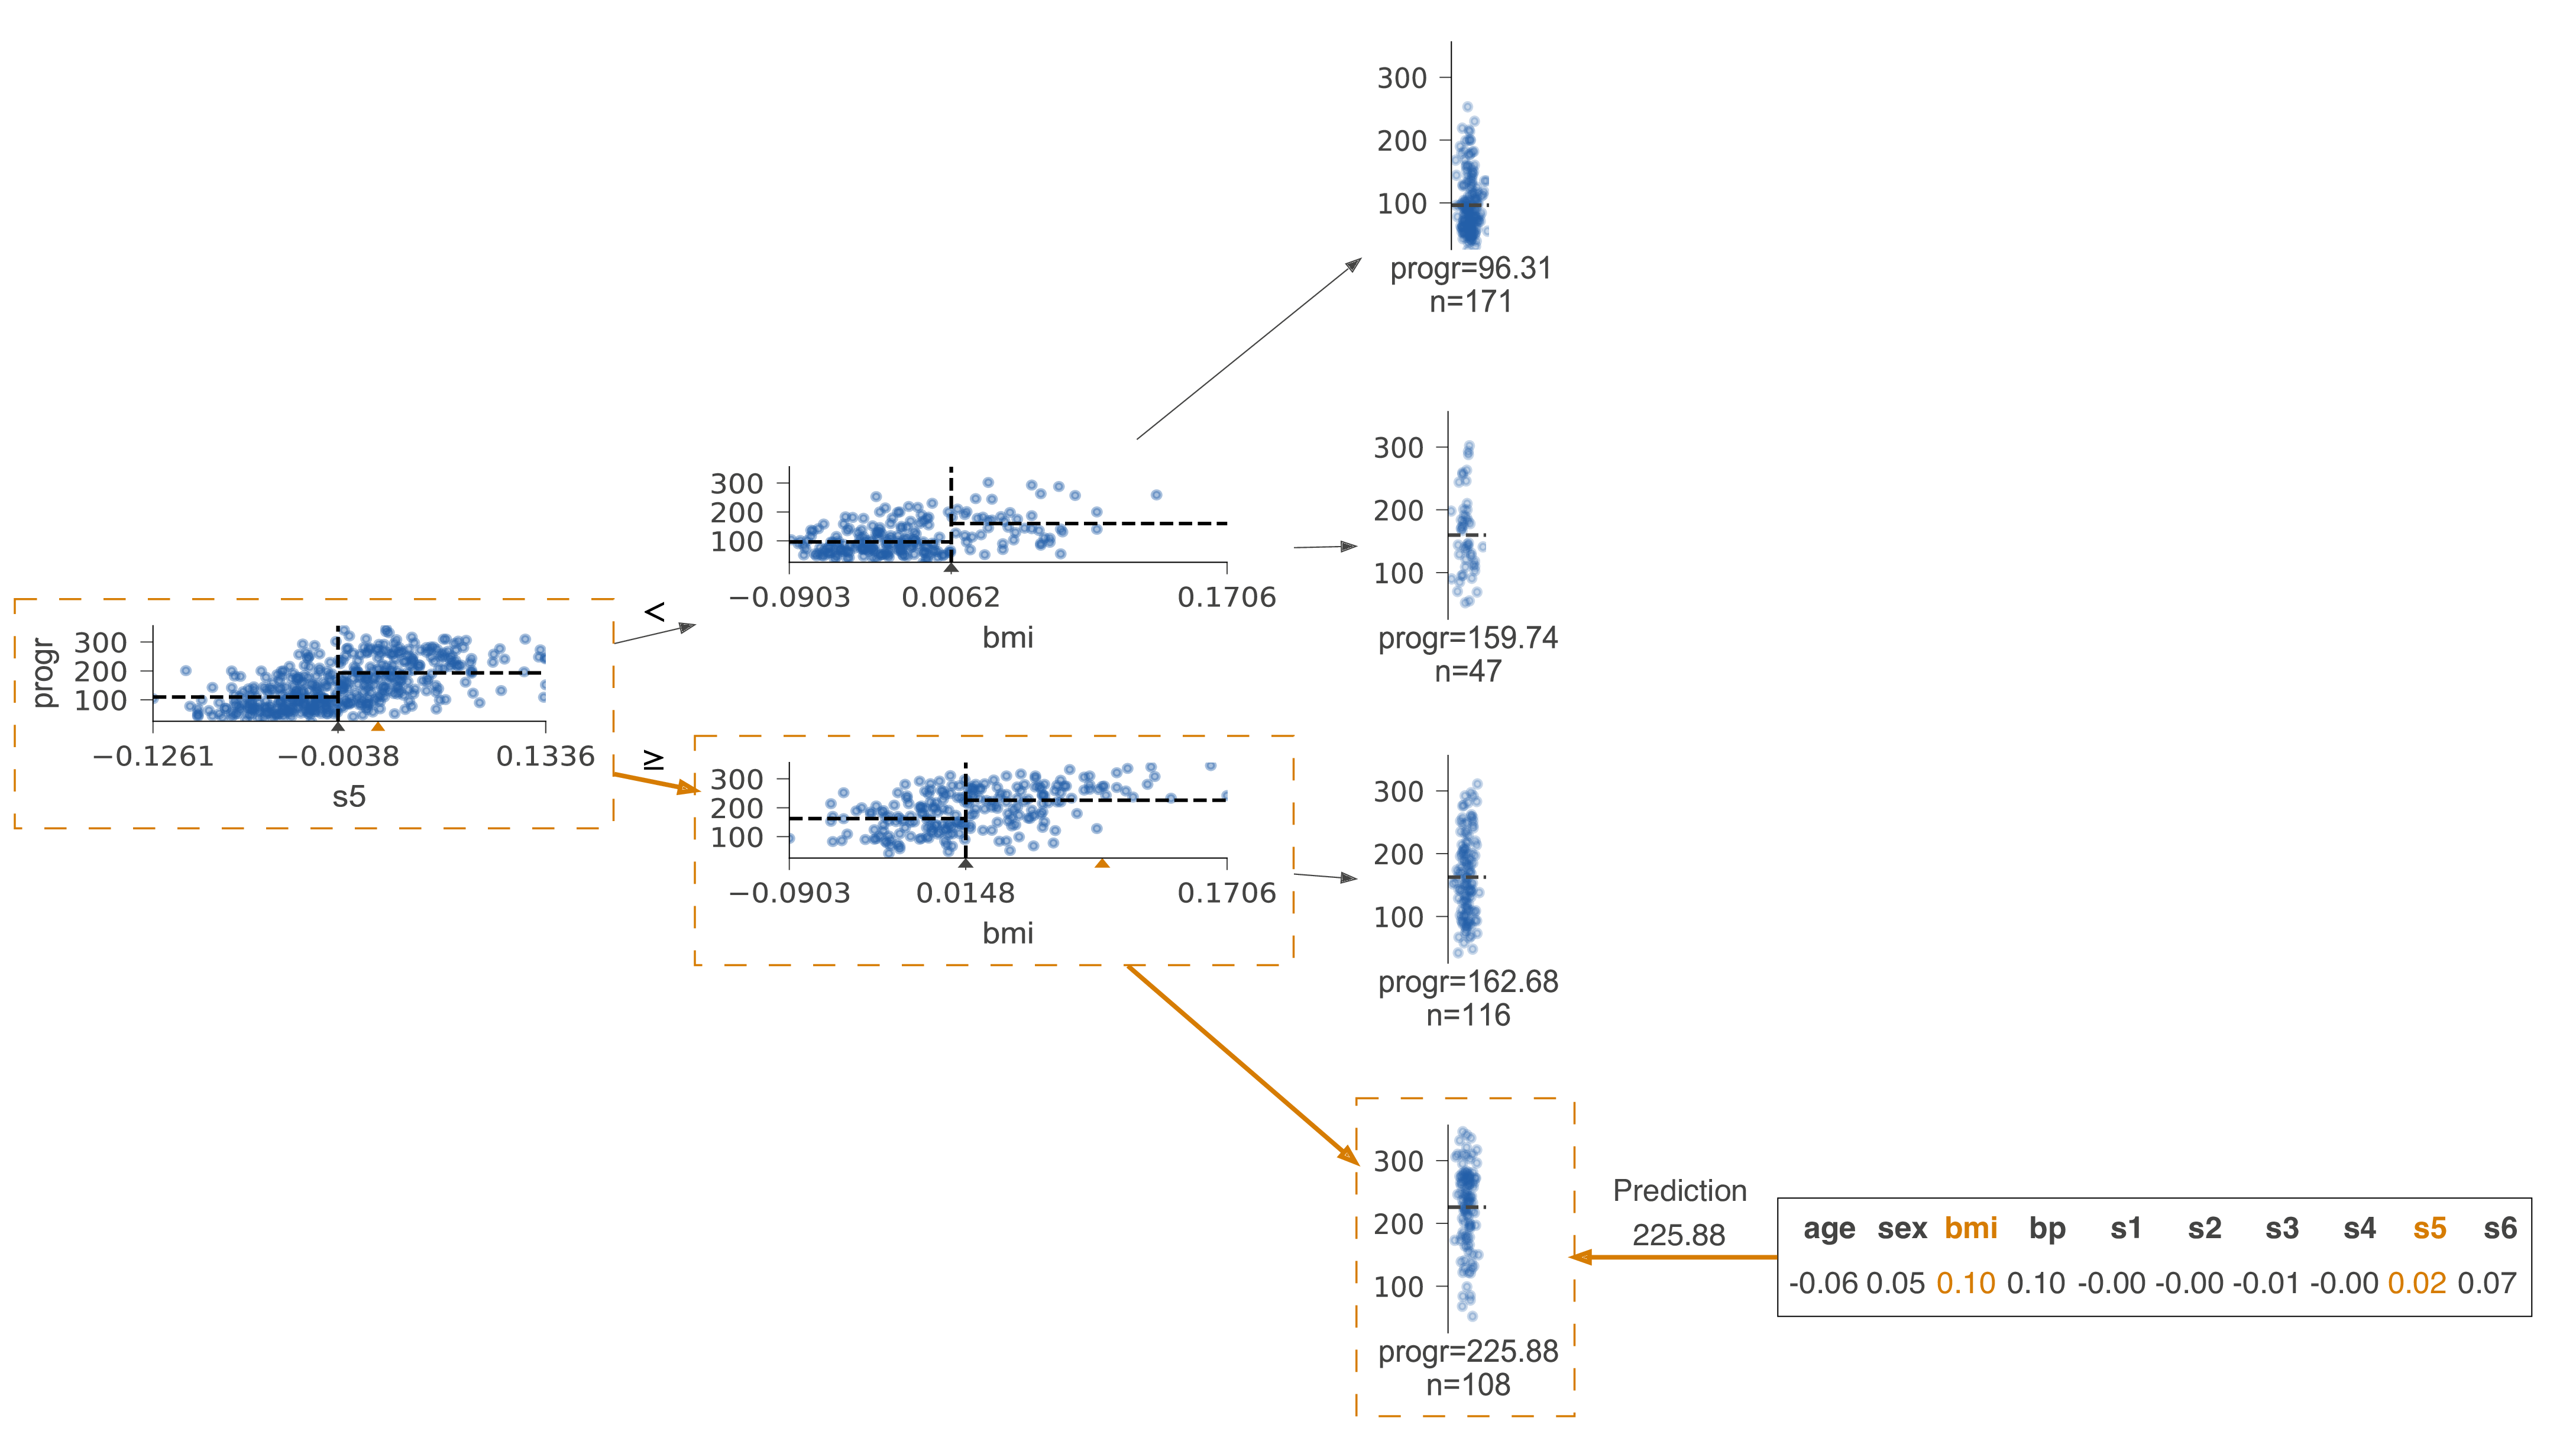 300
200
100
progr=96.31
n=171
300
200
100
progr=159.74
n=47
300
200
100
−0.0903 0.0062 0.1706
bmi
<
progr
300
200
100
−0.1261 −0.0038 0.1336
s5
≥
300
200
100
−0.0903 0.0148 0.1706
bmi
300
200
100
progr=162.68
n=116
300
200
100
progr=225.88
n=108
Prediction
225.88
age sex bmi bp s1 s2 s3 s4 s5 s6
-0.06 0.05 0.10 0.10 -0.00 -0.00 -0.01 -0.00 0.02 0.07